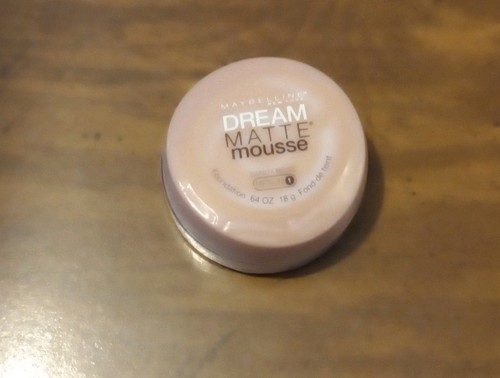 MAYBELLINE
NEW YORK
DREAM
MATTE®
mousse
1
Foundation .64 OZ. 18 g. Fond de teint